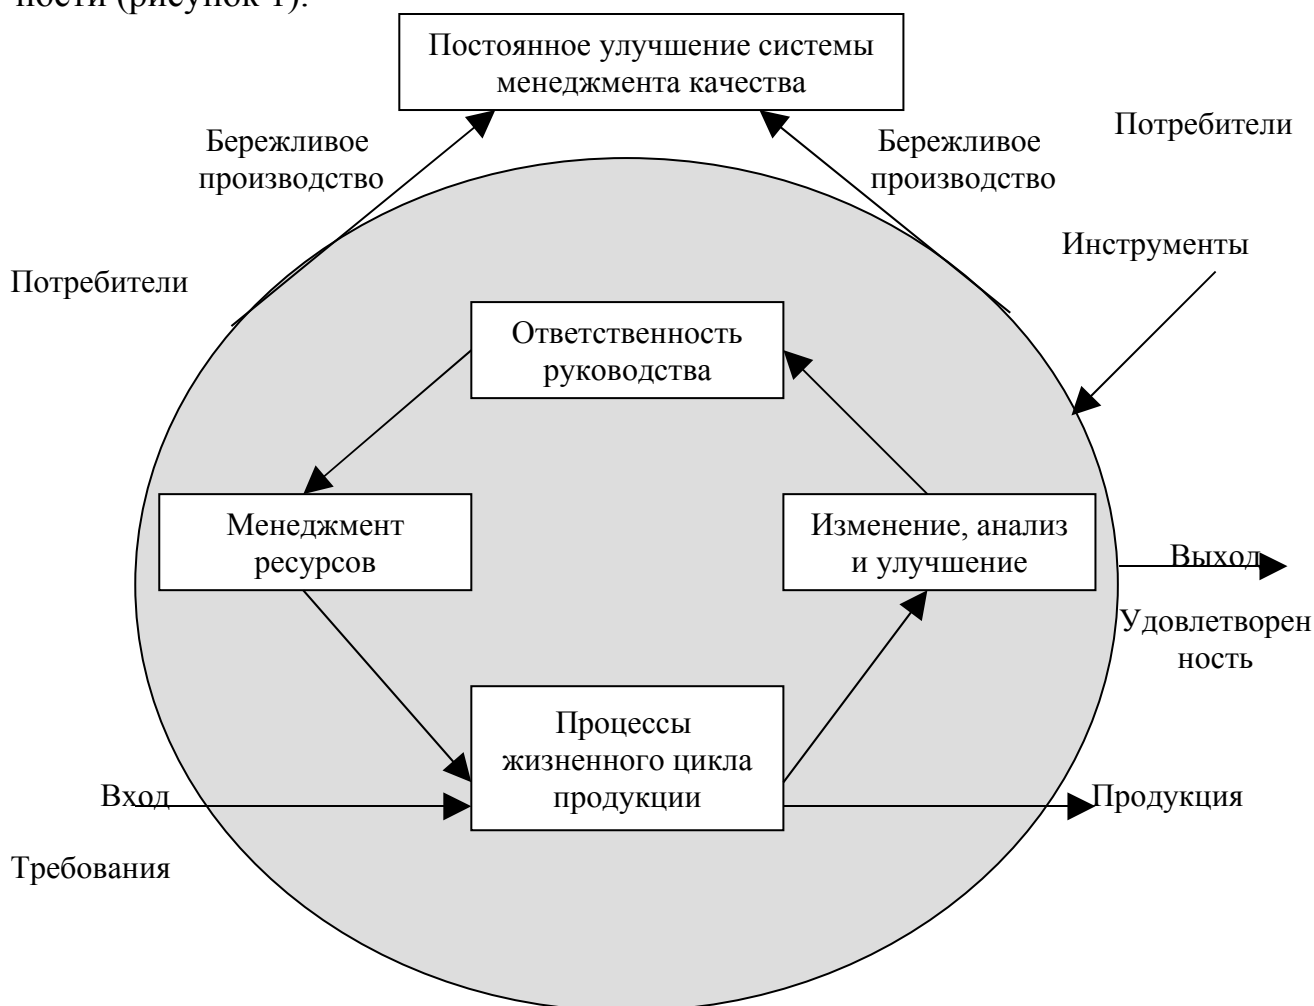 ности (рисунок 1).
Постоянное улучшение системы
менеджмента качества
Бережливое
производство
Бережливое
производство
Потребители
Инструменты
Потребители
Ответственность
руководства
Менеджмент
ресурсов
Изменение, анализ
и улучшение
Выход
Удовлетворен
ность
Процессы
жизненного цикла
продукции
Вход
Продукция
Требования